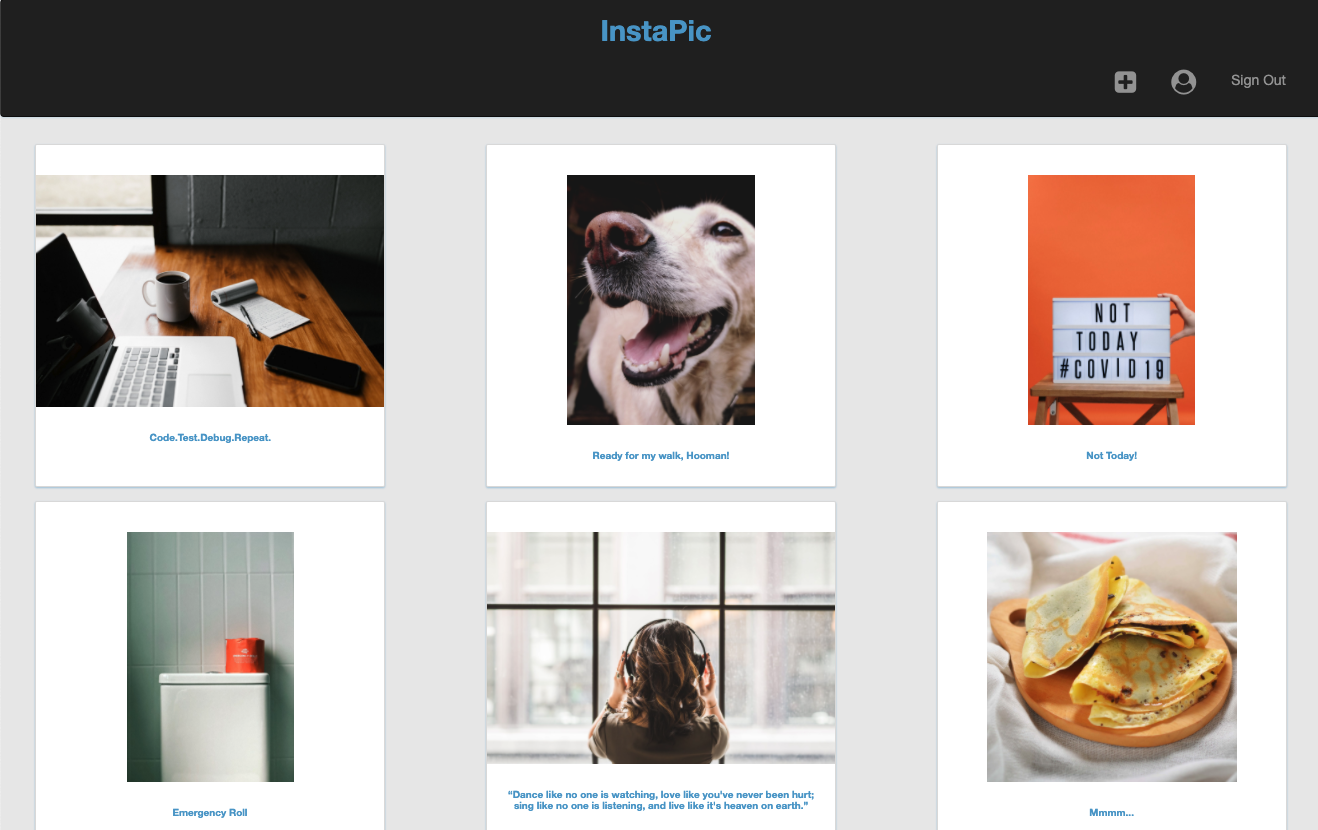 InstaPic
Sign Out
NOT
TODAY
#COVID19
Code.Test.Debug.Repeat.
Ready for my walk, Hooman!
Not Today!
Emergency Roll
“Dance like no one is watching, love like you've never been hurt;
sing like no one is listening, and live like it's heaven on earth.”
Mmmm...